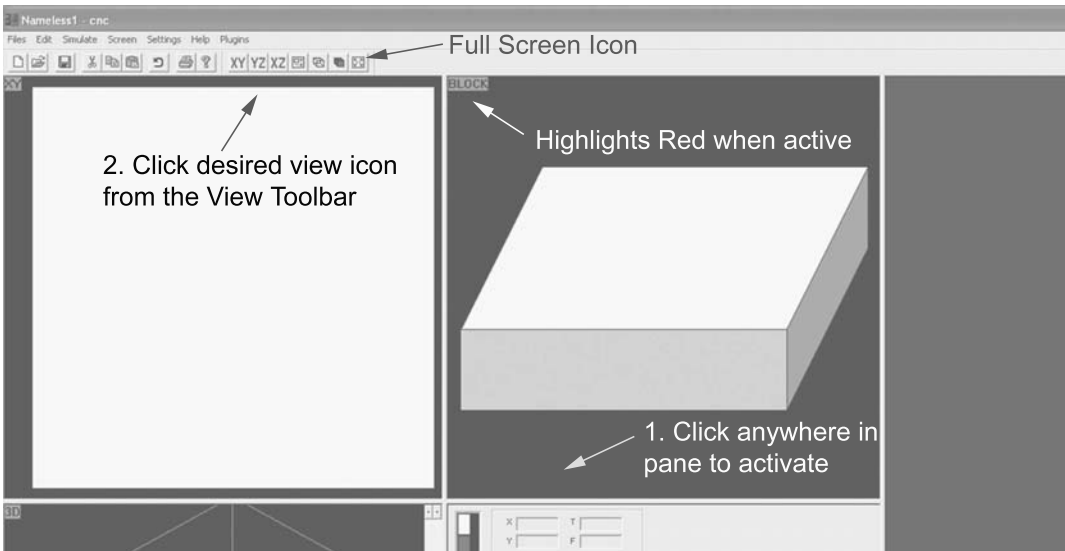 Nameless1 - cnc
Files Edit Simulate Screen Settings Help Plugins
Full Screen Icon
XY YZ XZ
XY
BLOCK
Highlights Red when active
2. Click desired view icon
from the View Toolbar
1. Click anywhere in
pane to activate
3D
X T
Y F